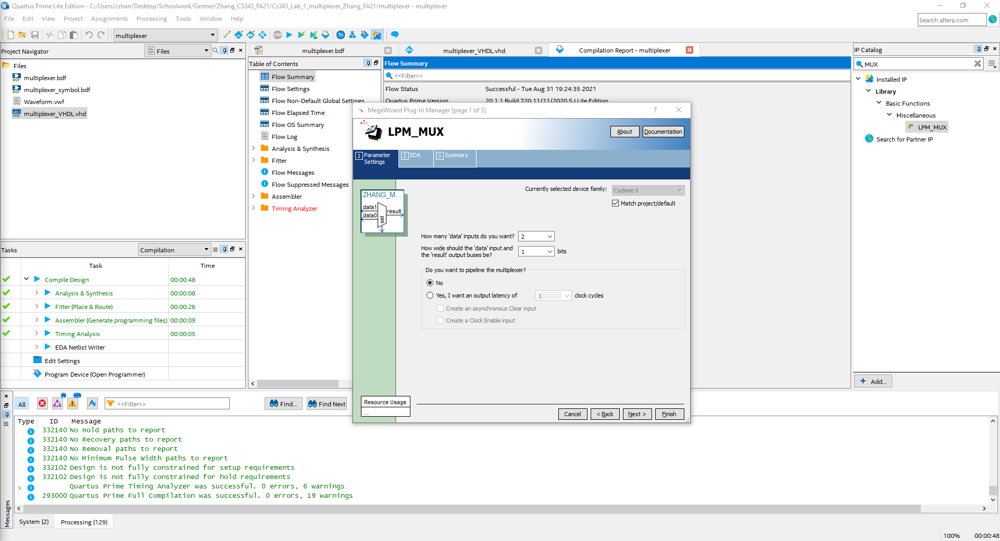 Quartus Prime Lite Edition - C:/Users/czhan/Desktop/Schoolwork/Gertner/Zhang_CS343_FA21/Cs343_Lab_1_multiplexer_Zhang_FA21/multiplexer - multiplexer
File Edit View Project Assignments Processing Tools Window Help
Search altera.com
multiplexer
STOP
Project Navigator
Files
Files
BDF multiplexer.bdf
BDF multiplexer_symbol.bdf
Waveform.vwf
abc VHD multiplexer_VHDL.vhd
multiplexer.bdf
abc multiplexer_VHDL.vhd
Compilation Report - multiplexer
Table of Contents
Flow Summary
Flow Settings
Flow Non-Default Global Settings
Flow Elapsed Time
Flow OS Summary
Flow Log
Analysis & Synthesis
Fitter
Flow Messages
Flow Suppressed Messages
Assembler
Timing Analyzer
Flow Summary
<<Filter>>
Flow Status Successful - Tue Aug 31 19:24:35 2021
Quartus Prime Version 20.1.1 Build 720 11/11/2020 SJ Lite Edition
MegaWizard Plug-In Manager [page 1 of 3]
?
LPM_MUX
About
Documentation
1 Parameter Settings
2 EDA
3 Summary
ZHANG_M...
data1
data0
sel
result
Currently selected device family: Cyclone V
Match project/default
How many 'data' inputs do you want? 2
How wide should the 'data' input and
the 'result' output buses be? 1 bits
Do you want to pipeline the multiplexer?
No
Yes, I want an output latency of 1 clock cycles
Create an asynchronous Clear input
Create a Clock Enable input
Resource Usage
...
Cancel
< Back
Next >
Finish
IP Catalog
MUX
Installed IP
Library
Basic Functions
Miscellaneous
LPM_MUX
Search for Partner IP
+ Add...
Tasks
Compilation
Task Time
Compile Design 00:00:48
Analysis & Synthesis 00:00:08
Fitter (Place & Route) 00:00:26
Assembler (Generate programming files) 00:00:09
Timing Analysis 00:00:05
EDA Netlist Writer
Edit Settings
Program Device (Open Programmer)
All
<<Filter>>
Find...
Find Next
Type ID Message
332140 No Hold paths to report
332140 No Recovery paths to report
332140 No Removal paths to report
332140 No Minimum Pulse Width paths to report
332102 Design is not fully constrained for setup requirements
332102 Design is not fully constrained for hold requirements
Quartus Prime Timing Analyzer was successful. 0 errors, 6 warnings
293000 Quartus Prime Full Compilation was successful. 0 errors, 19 warnings
Messages
System (2)
Processing (129)
100% 00:00:48